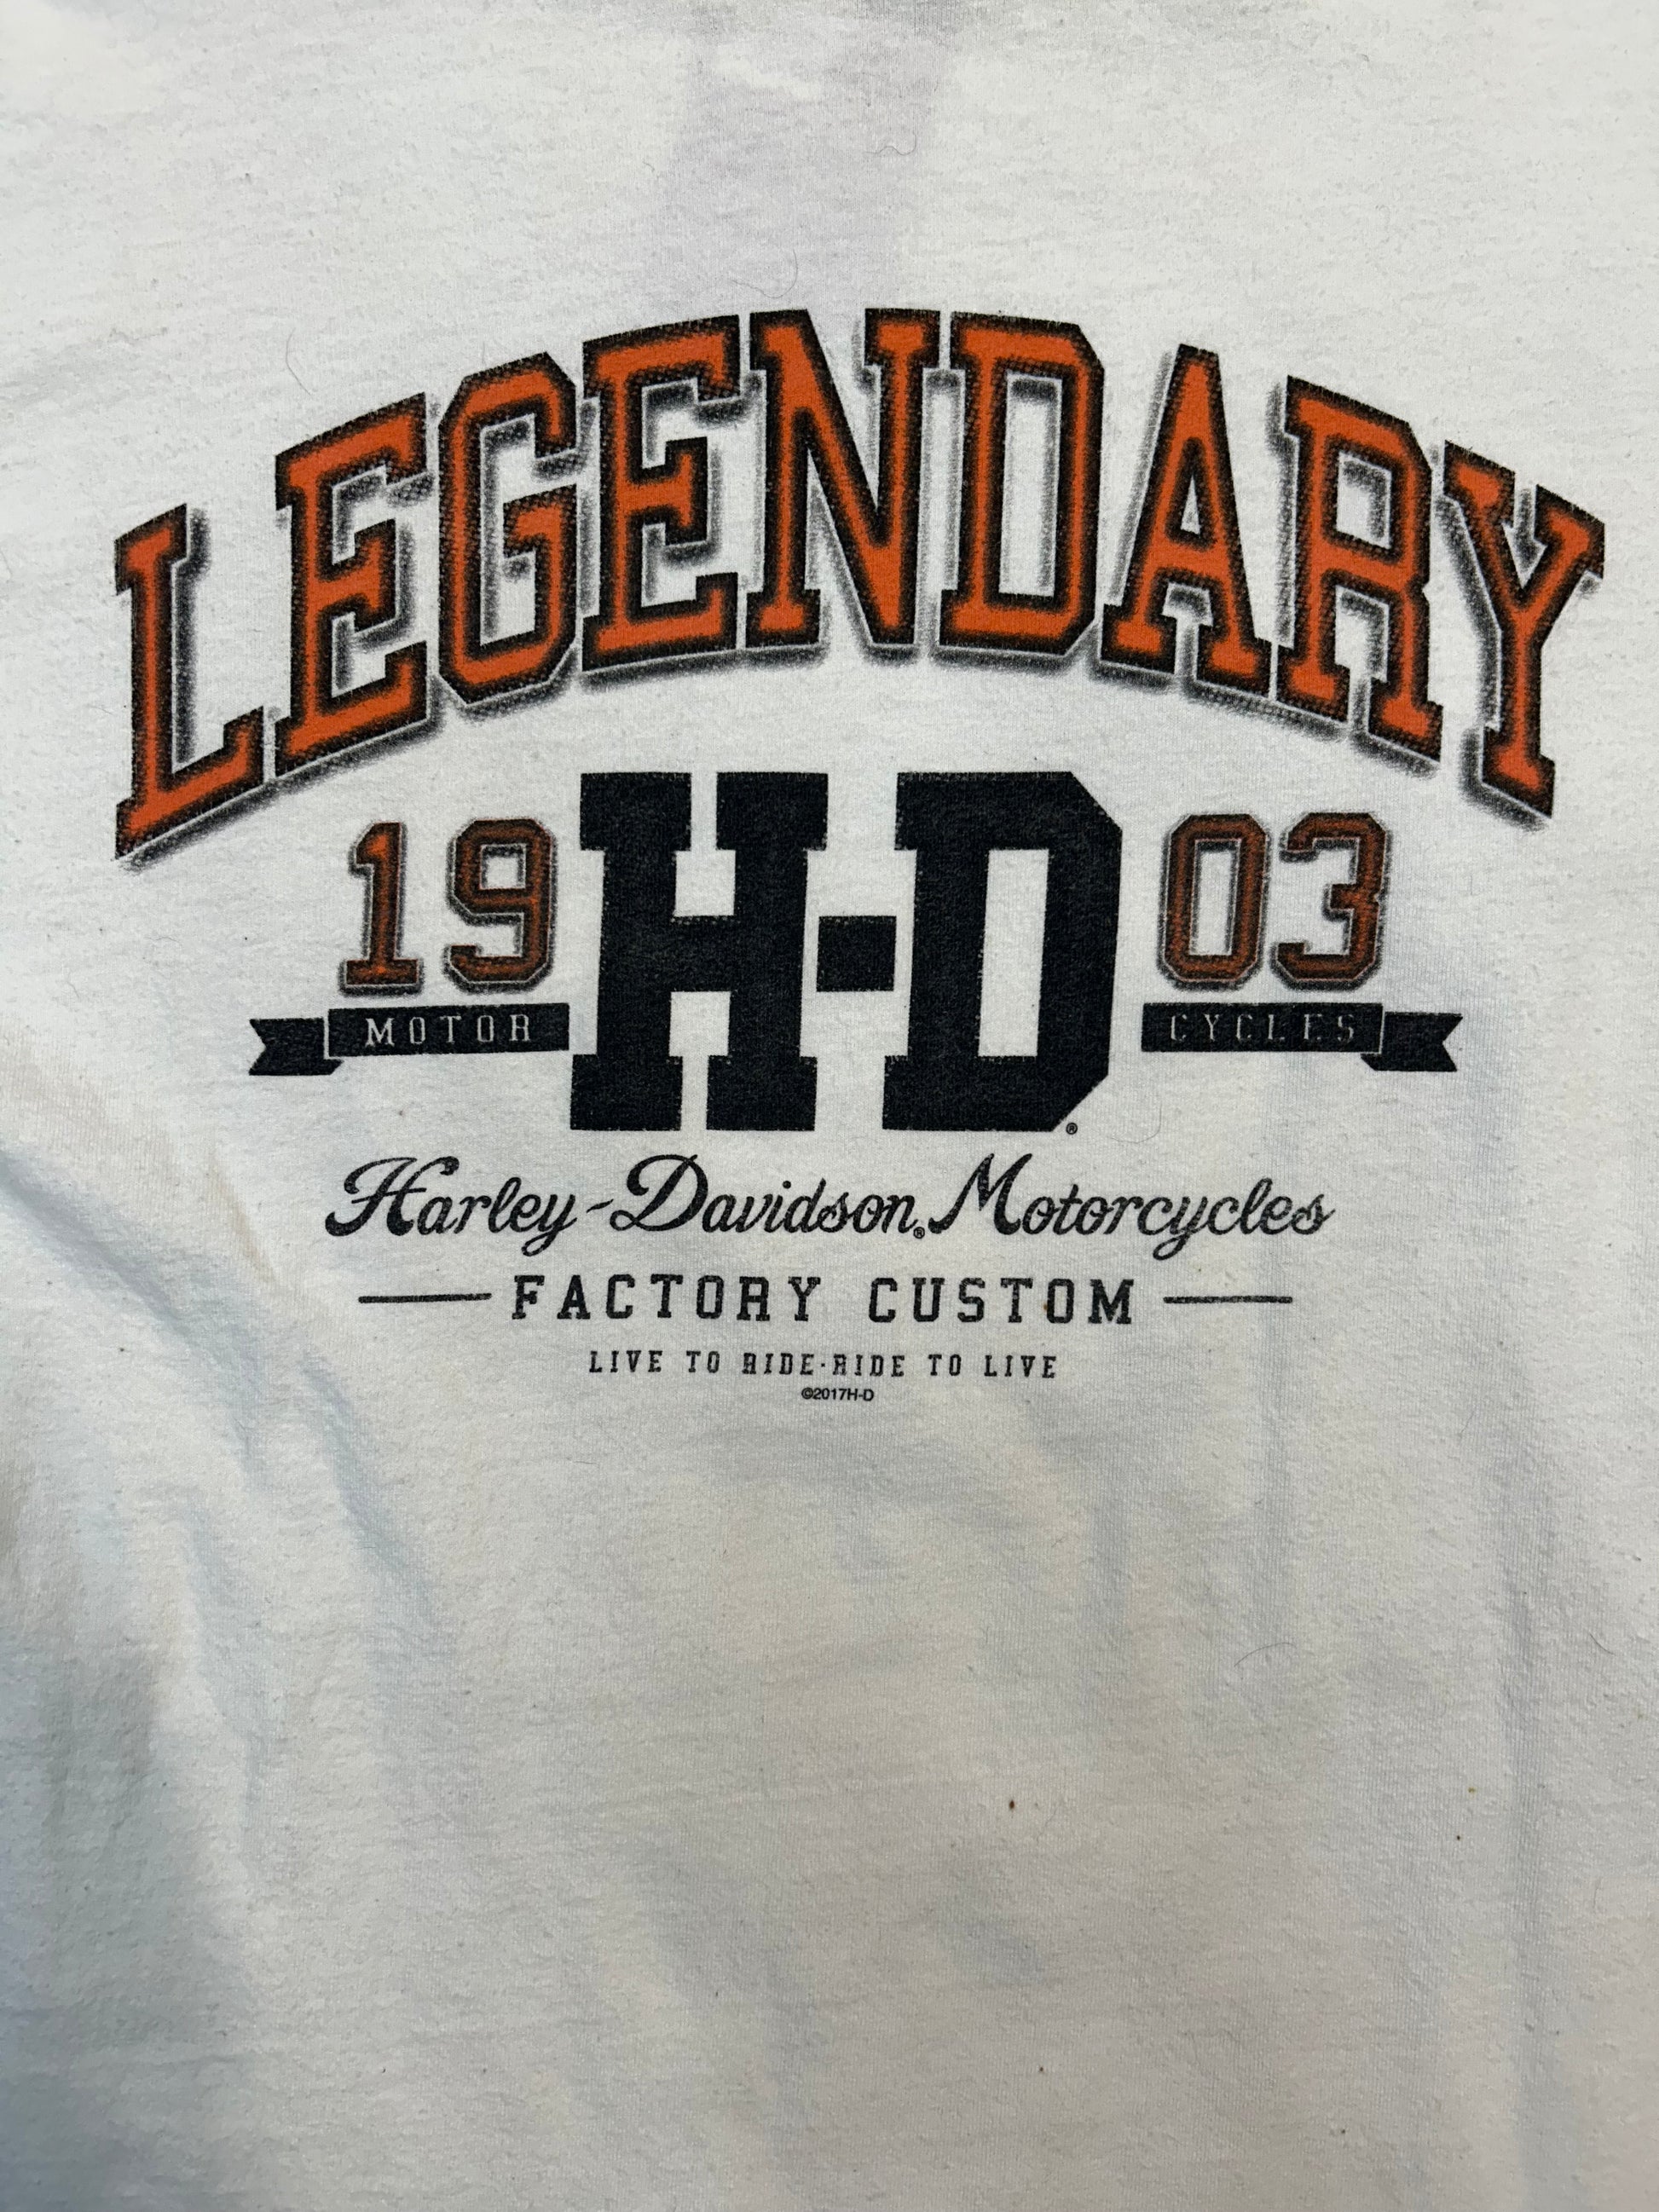 LEGENDARY
19 H-D® 03
MOTOR CYCLES
Harley-Davidson® Motorcycles
FACTORY CUSTOM
LIVE TO RIDE·RIDE TO LIVE
©2017H-D